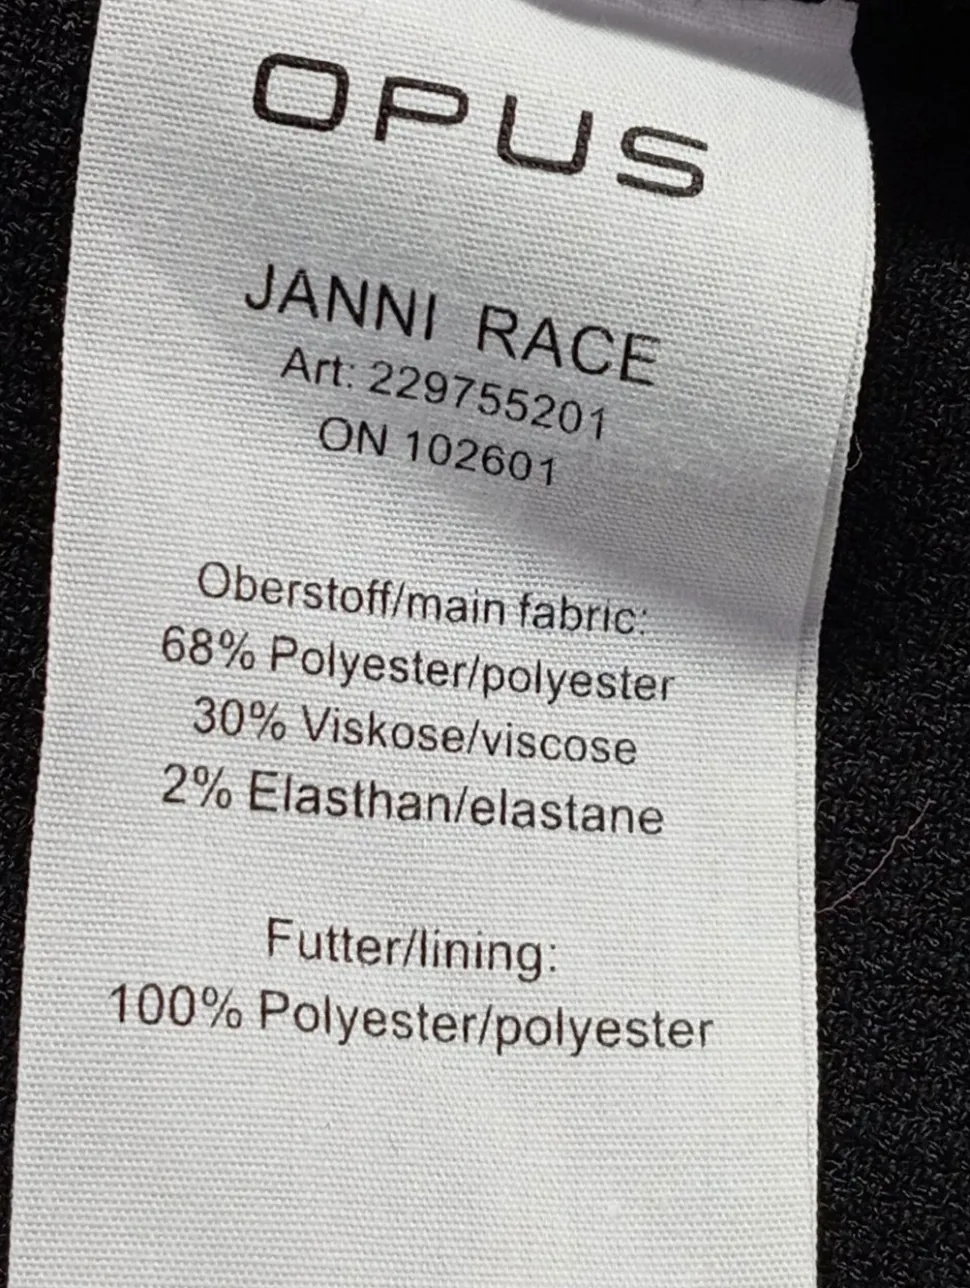 OPUS
JANNI RACE
Art: 229755201
ON 102601
Oberstoff/main fabric:
68% Polyester/polyester
30% Viskose/viscose
2% Elasthan/elastane
Futter/lining:
100% Polyester/polyester